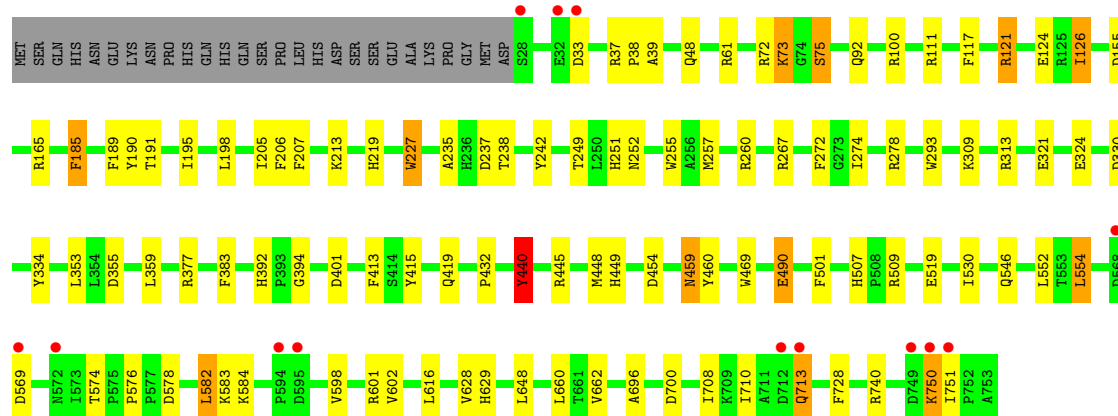 MET SER GLN HIS ASN GLU LYS ASN PRO HIS GLN HIS GLN SER PRO LEU HIS ASP SER SER GLU ALA LYS PRO GLY MET ASP S28 E32 D33 R37 P38 A39 Q48 R61 R72 K73 G74 S75 Q92 R100 R111 F117 R121 E124 R125 I126 D155
R165 F185 F189 Y190 T191 I195 L198 I205 F206 F207 K213 H219 W227 A235 H236 D237 T238 Y242 T249 L250 H251 N252 W255 A256 M257 R260 R267 F272 G273 I274 R278 W293 K309 R313 E321 E324 D330
Y334 L353 L354 D355 L359 R377 F383 H392 P393 G394 D401 F413 S414 Y415 Q419 P432 Y440 R445 M448 H449 D454 N459 Y460 W469 E490 F501 H507 P508 R509 E519 I530 Q546 L552 T553 L554 D568
D569 N572 I573 T574 P575 P576 P577 D578 L582 K583 K584 P594 D595 V598 R601 V602 L616 V628 H629 L648 L660 T661 V662 A696 D700 I708 K709 I710 A711 D712 Q713 F728 R740 D749 K750 I751 P752 A753